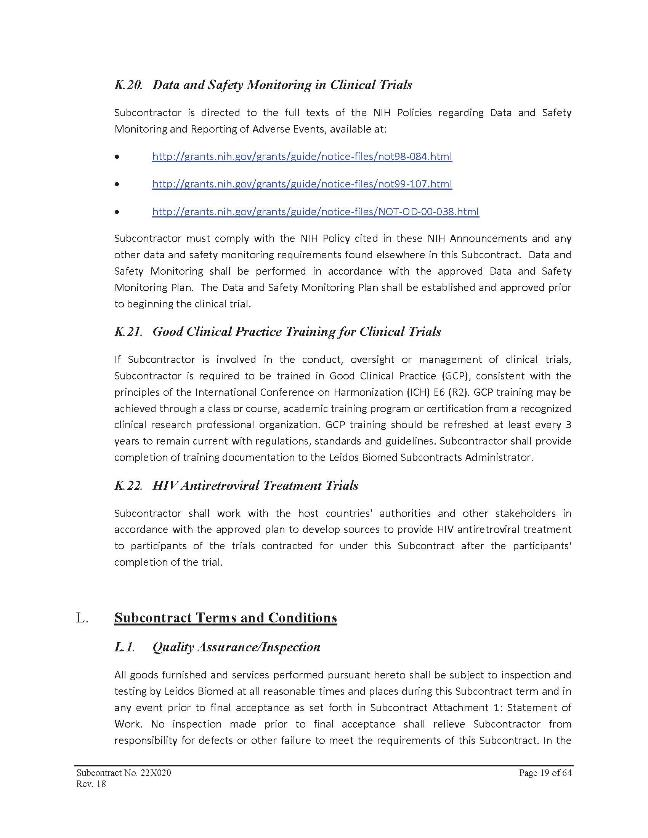 K.20. Data and Safety Monitoring in Clinical Trials
Subcontractor is directed to the full texts of the NIH Policies regarding Data and Safety
Monitoring and Reporting of Adverse Events, available at:
• http://grants.nih.gov/grants/guide/notice-files/not98-084.html
• http://grants.nih.gov/grants/guide/notice-files/not99-107.html
• http://grants.nih.gov/grants/guide/notice-files/NOT-OD-00-038.html
Subcontractor must comply with the NIH Policy cited in these NIH Announcements and any
other data and safety monitoring requirements found elsewhere in this Subcontract. Data and
Safety Monitoring shall be performed in accordance with the approved Data and Safety
Monitoring Plan. The Data and Safety Monitoring Plan shall be established and approved prior
to beginning the clinical trial.
K.21. Good Clinical Practice Training for Clinical Trials
If Subcontractor is involved in the conduct, oversight or management of clinical trials,
Subcontractor is required to be trained in Good Clinical Practice (GCP), consistent with the
principles of the International Conference on Harmonization (ICH) E6 (R2). GCP training may be
achieved through a class or course, academic training program or certification from a recognized
clinical research professional organization. GCP training should be refreshed at least every 3
years to remain current with regulations, standards and guidelines. Subcontractor shall provide
completion of training documentation to the Leidos Biomed Subcontracts Administrator.
K.22. HIV Antiretroviral Treatment Trials
Subcontractor shall work with the host countries' authorities and other stakeholders in
accordance with the approved plan to develop sources to provide HIV antiretroviral treatment
to participants of the trials contracted for under this Subcontract after the participants'
completion of the trial.
L. Subcontract Terms and Conditions
L.1. Quality Assurance/Inspection
All goods furnished and services performed pursuant hereto shall be subject to inspection and
testing by Leidos Biomed at all reasonable times and places during this Subcontract term and in
any event prior to final acceptance as set forth in Subcontract Attachment 1: Statement of
Work. No inspection made prior to final acceptance shall relieve Subcontractor from
responsibility for defects or other failure to meet the requirements of this Subcontract. In the
Subcontract No. 22X020 Page 19 of 64
Rev. 18